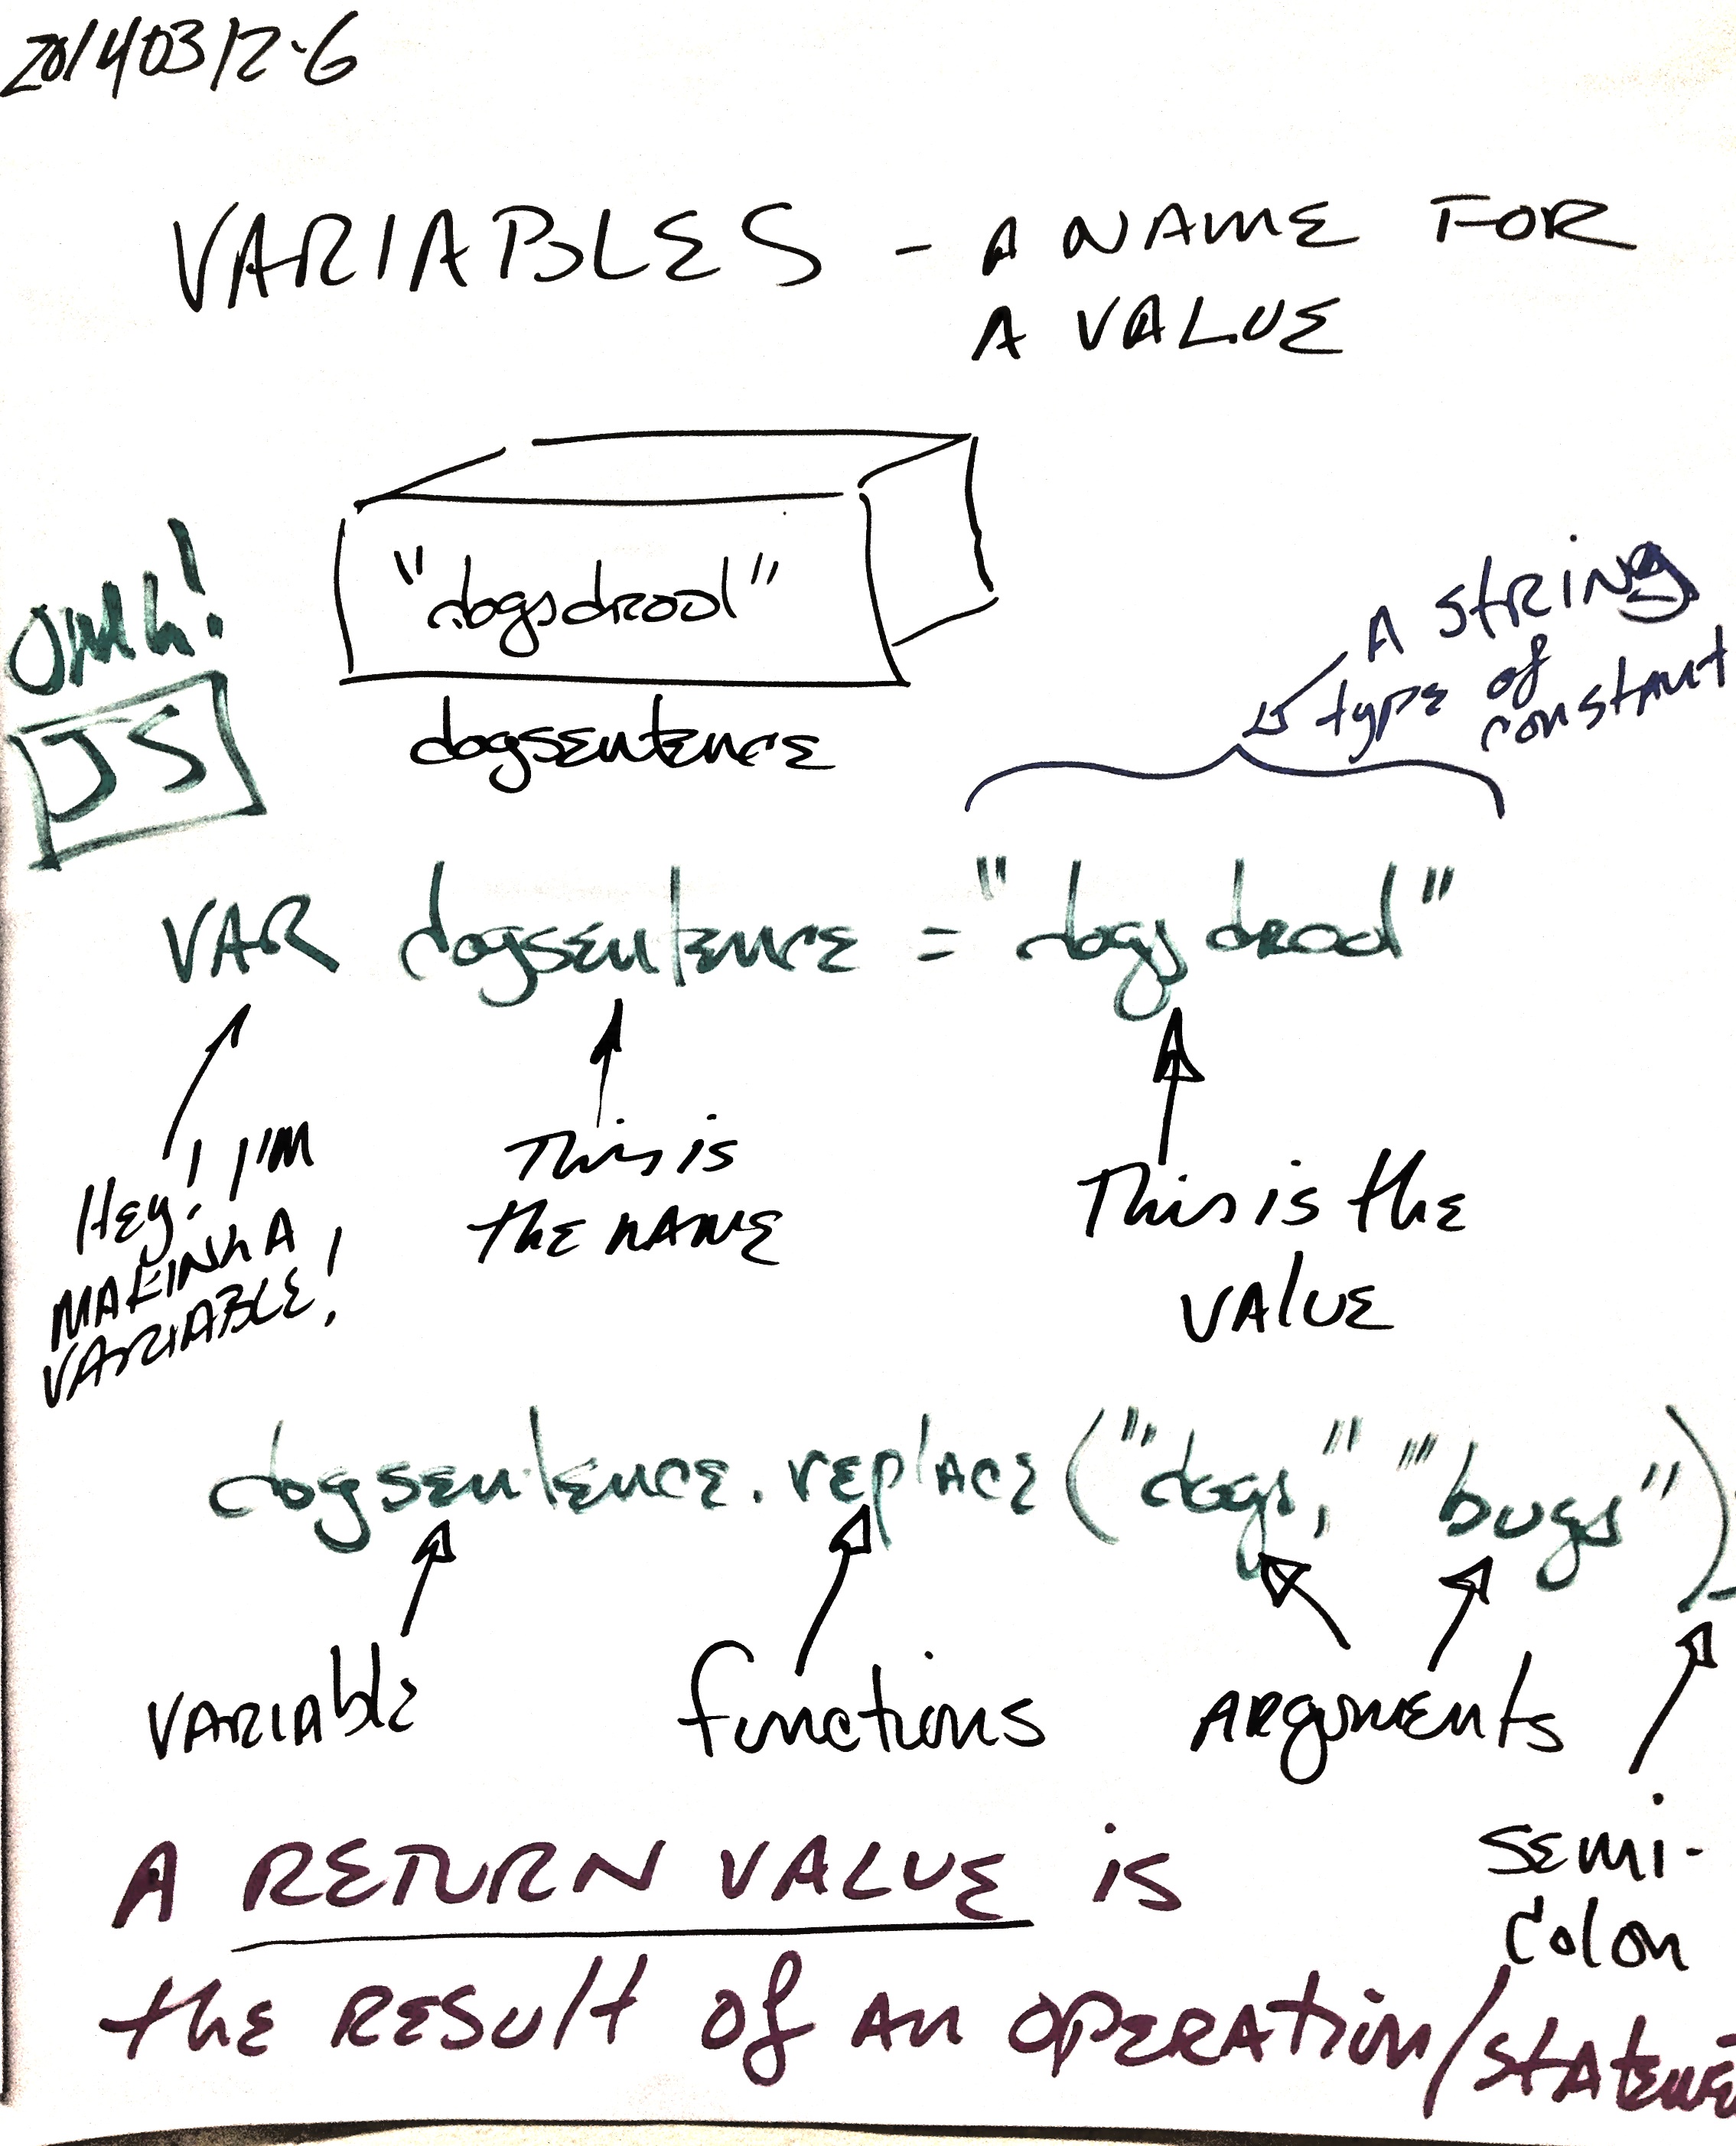 20140312-6
VARIABLES - A NAME FOR
A VALUE
"dogsdrool"
dogsentence
OMG!
JS
A string
type of
constant
VAR dogsentence = "dogs drool"
Hey! I'm
MAKING A
VARIABLE!
This is
the NAME
This is the
VALUE
dogsentence.replace("dogs," "bugs")
VARIABLE
functions
ARGUMENTS
SEMI-
Colon
A RETURN VALUE is
the RESULT of AN OPERATION/STATEME